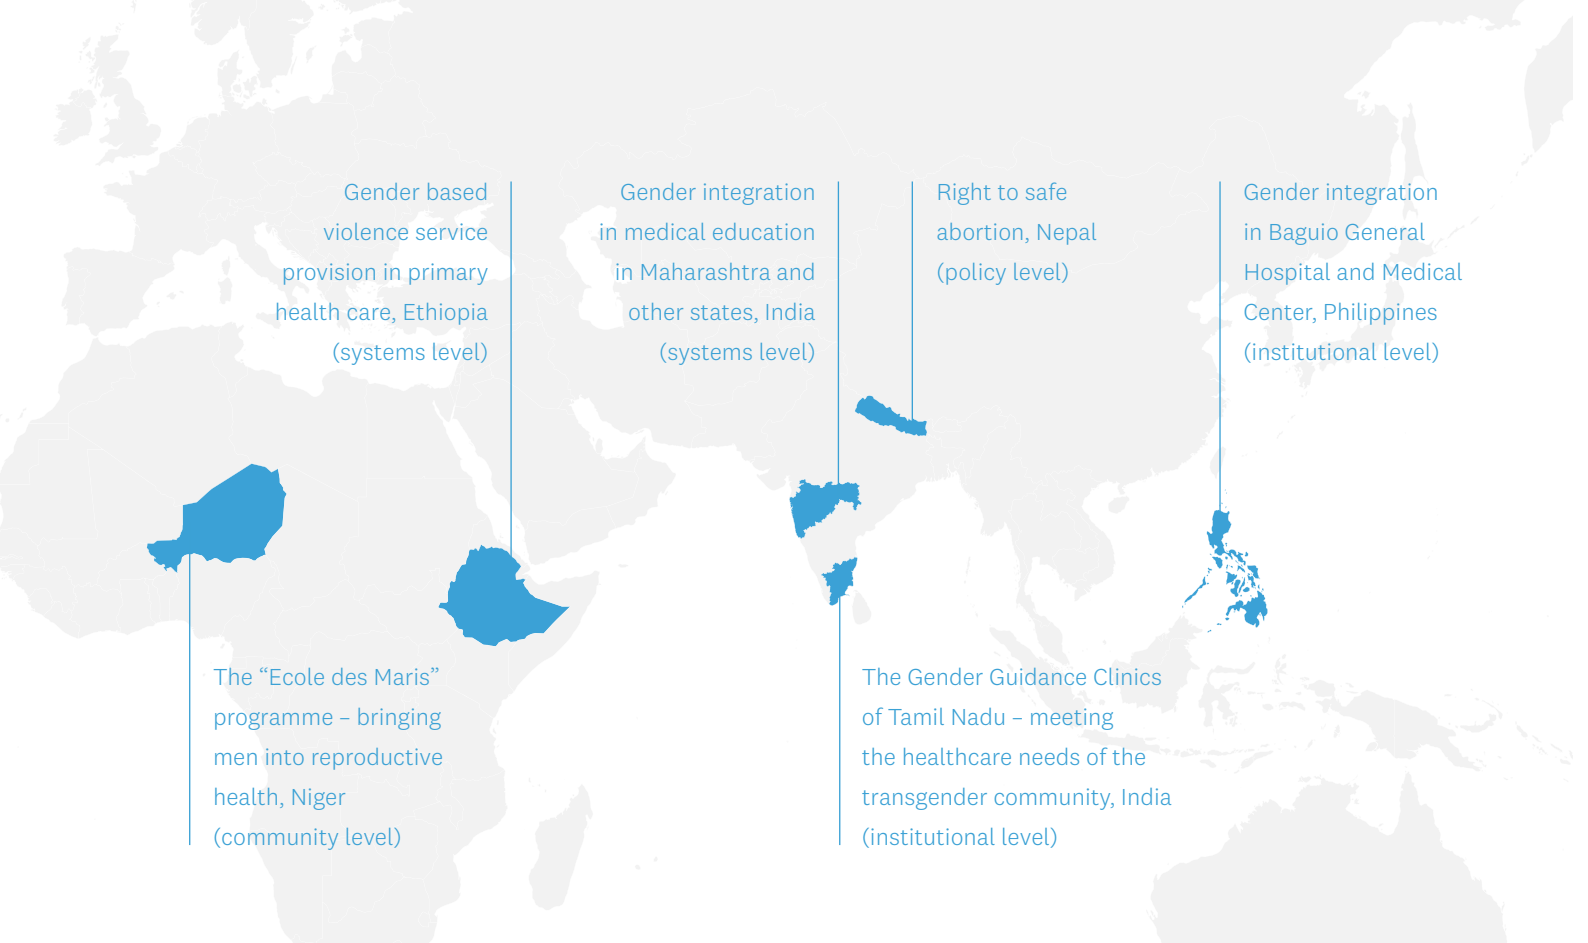 Gender based
violence service
provision in primary
health care, Ethiopia
(systems level)
Gender integration
in medical education
in Maharashtra and
other states, India
(systems level)
Right to safe
abortion, Nepal
(policy level)
Gender integration
in Baguio General
Hospital and Medical
Center, Philippines
(institutional level)
The “Ecole des Maris”
programme – bringing
men into reproductive
health, Niger
(community level)
The Gender Guidance Clinics
of Tamil Nadu – meeting
the healthcare needs of the
transgender community, India
(institutional level)